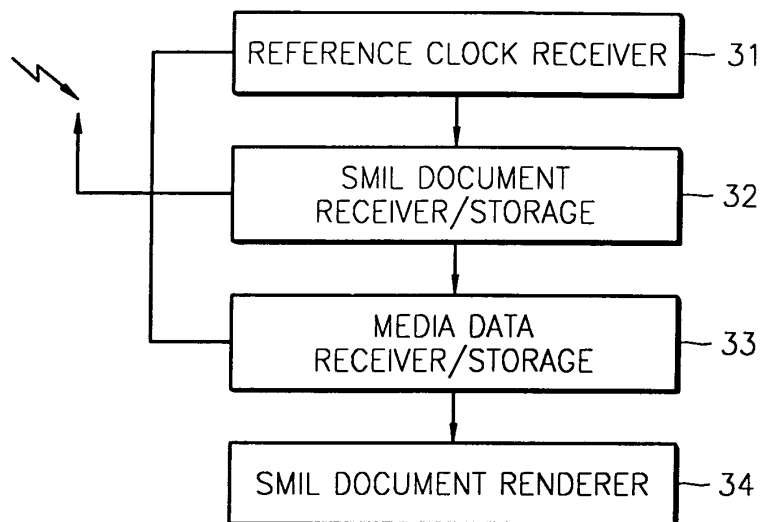 REFERENCE CLOCK RECEIVER 31
SMIL DOCUMENT
RECEIVER/STORAGE 32
MEDIA DATA
RECEIVER/STORAGE 33
SMIL DOCUMENT RENDERER 34